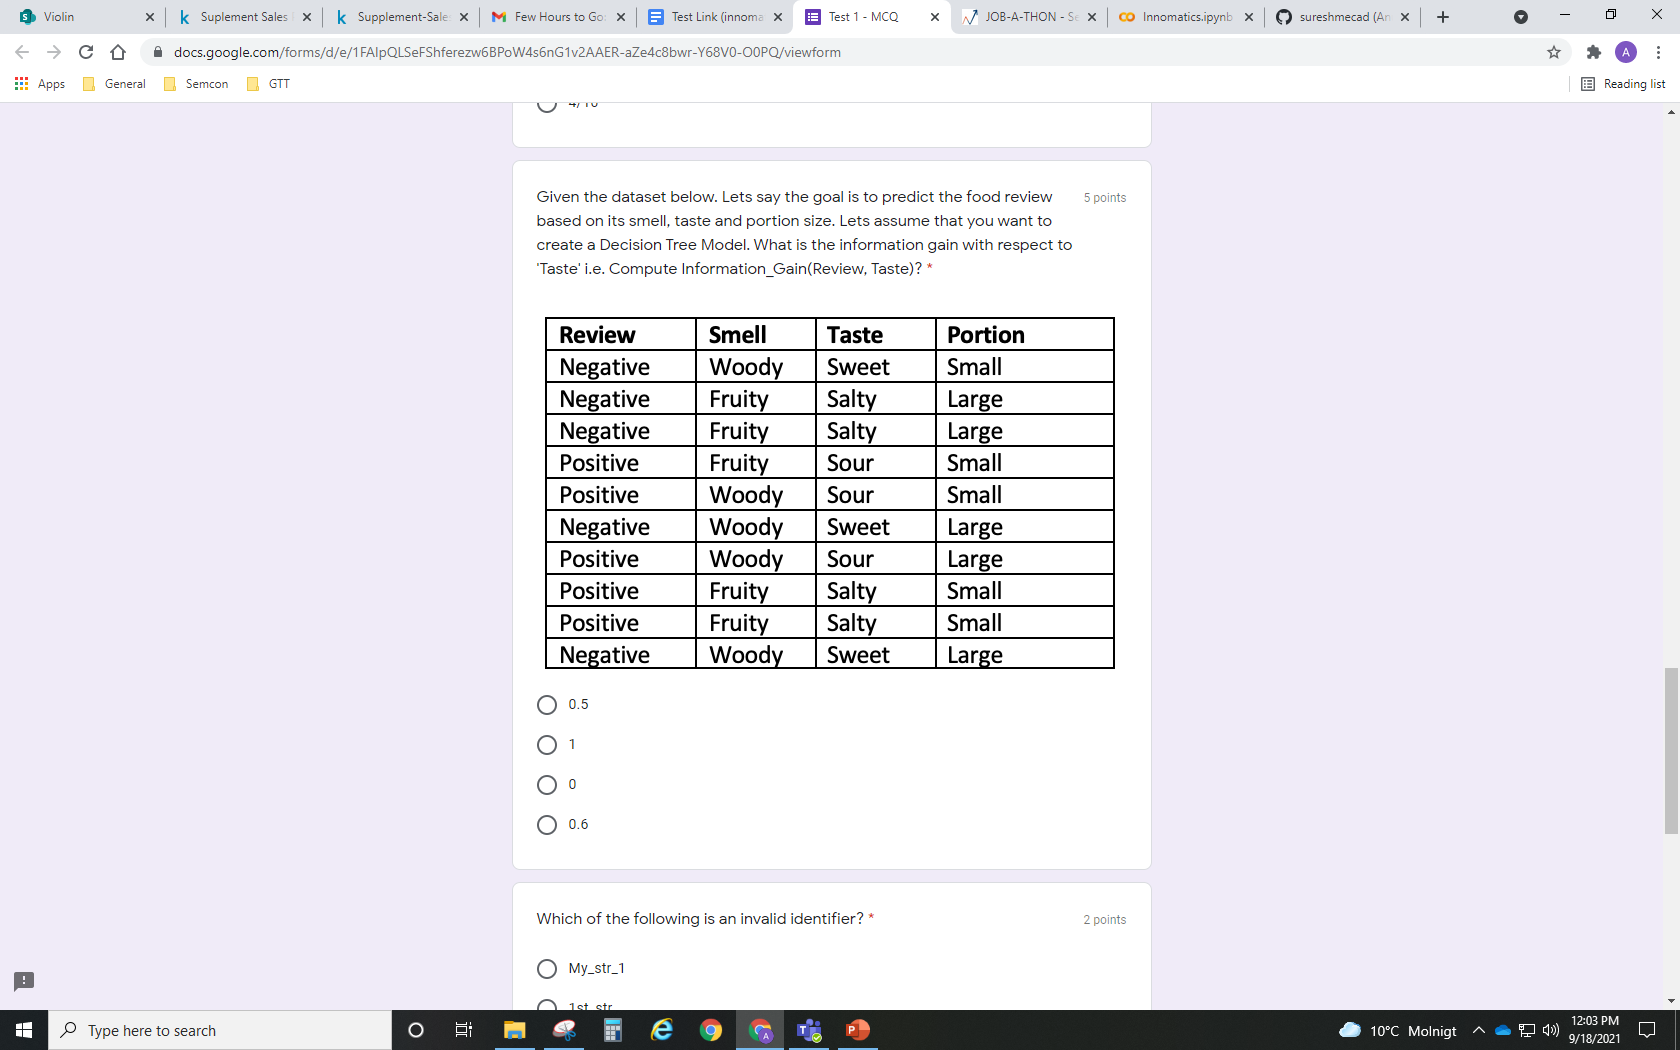 Violin
Suplement Sales
Supplement-Sale
Few Hours to Go
Test Link (innoma
Test 1 - MCQ
JOB-A-THON - Se
Innomatics.ipynb
sureshmecad (An
docs.google.com/forms/d/e/1FAIpQLSeFShferezw6BPoW4s6nG1v2AAER-aZe4c8bwr-Y68V0-O0PQ/viewform
A
Apps
General
Semcon
GTT
Reading list
4/10
Given the dataset below. Lets say the goal is to predict the food review
5 points
based on its smell, taste and portion size. Lets assume that you want to
create a Decision Tree Model. What is the information gain with respect to
'Taste' i.e. Compute Information_Gain(Review, Taste)? *
Review Smell Taste Portion
Negative Woody Sweet Small
Negative Fruity Salty Large
Negative Fruity Salty Large
Positive Fruity Sour Small
Positive Woody Sour Small
Negative Woody Sweet Large
Positive Woody Sour Large
Positive Fruity Salty Small
Positive Fruity Salty Small
Negative Woody Sweet Large
0.5
1
0
0.6
Which of the following is an invalid identifier? *
2 points
My_str_1
1st_str
Type here to search
10°C Molnigt
12:03 PM
9/18/2021